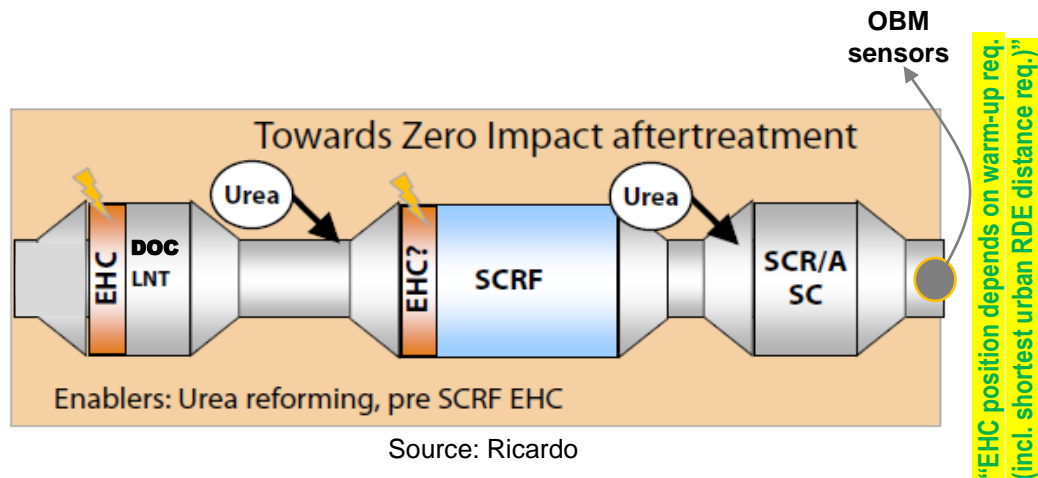 OBM
sensors
Towards Zero Impact aftertreatment
Urea
Urea
EHC
DOC
LNT
EHC?
SCRF
SCR/A
SC
Enablers: Urea reforming, pre SCRF EHC
Source: Ricardo
“EHC position depends on warm-up req.
(incl. shortest urban RDE distance req.)”